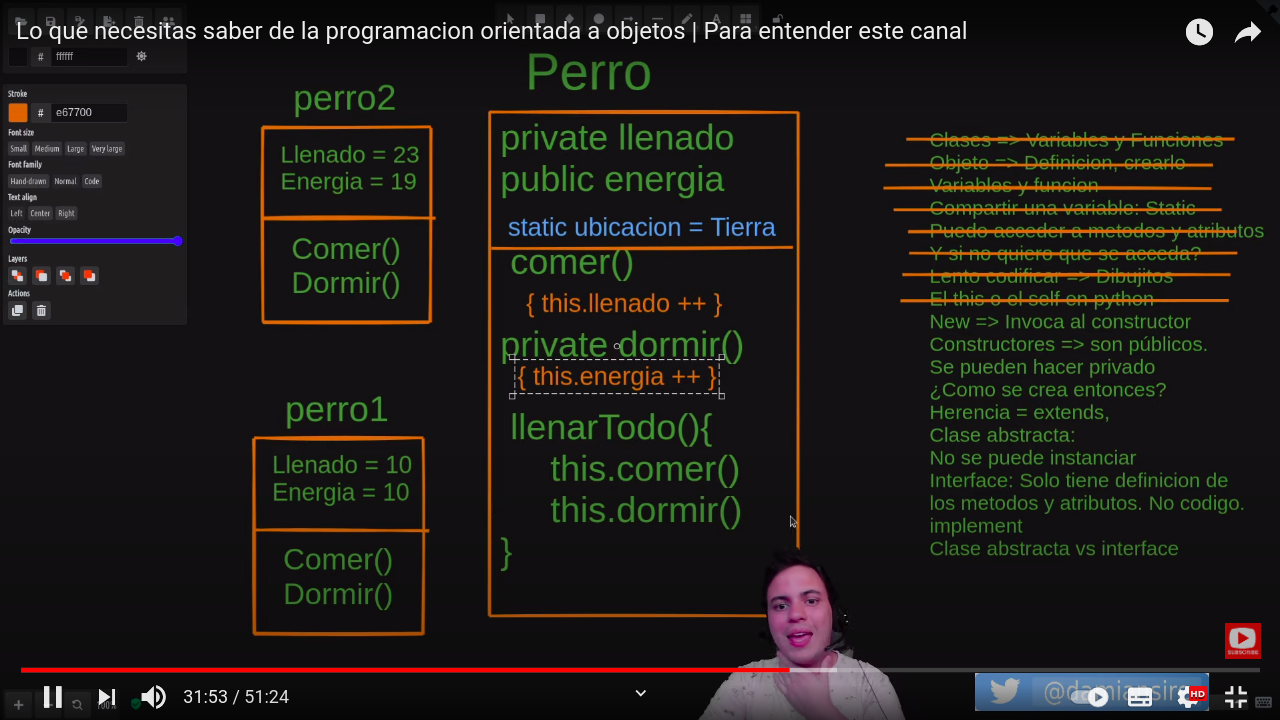 Lo que necesitas saber de la programacion orientada a objetos | Para entender este canal
# ffffff
Stroke
# e67700
Font size
Small Medium Large Very large
Font family
Hand-drawn Normal Code
Text align
Left Center Right
Opacity
Layers
Actions
perro2
Llenado = 23
Energia = 19
Comer()
Dormir()
perro1
Llenado = 10
Energia = 10
Comer()
Dormir()
Perro
private llenado
public energia
static ubicacion = Tierra
comer()
{ this.llenado ++ }
private dormir()
{ this.energia ++ }
llenarTodo(){
this.comer()
this.dormir()
}
Clases => Variables y Funciones
Objeto => Definicion, crearlo
Variables y funcion
Compartir una variable: Static
Puedo acceder a metodos y atributos
Y si no quiero que se acceda?
Lento codificar => Dibujitos
El this o el self en python
New => Invoca al constructor
Constructores => son públicos.
Se pueden hacer privado
¿Como se crea entonces?
Herencia = extends,
Clase abstracta:
No se puede instanciar
Interface: Solo tiene definicion de
los metodos y atributos. No codigo.
implement
Clase abstracta vs interface
SUBSCRIBE
31:53 / 51:24
HD